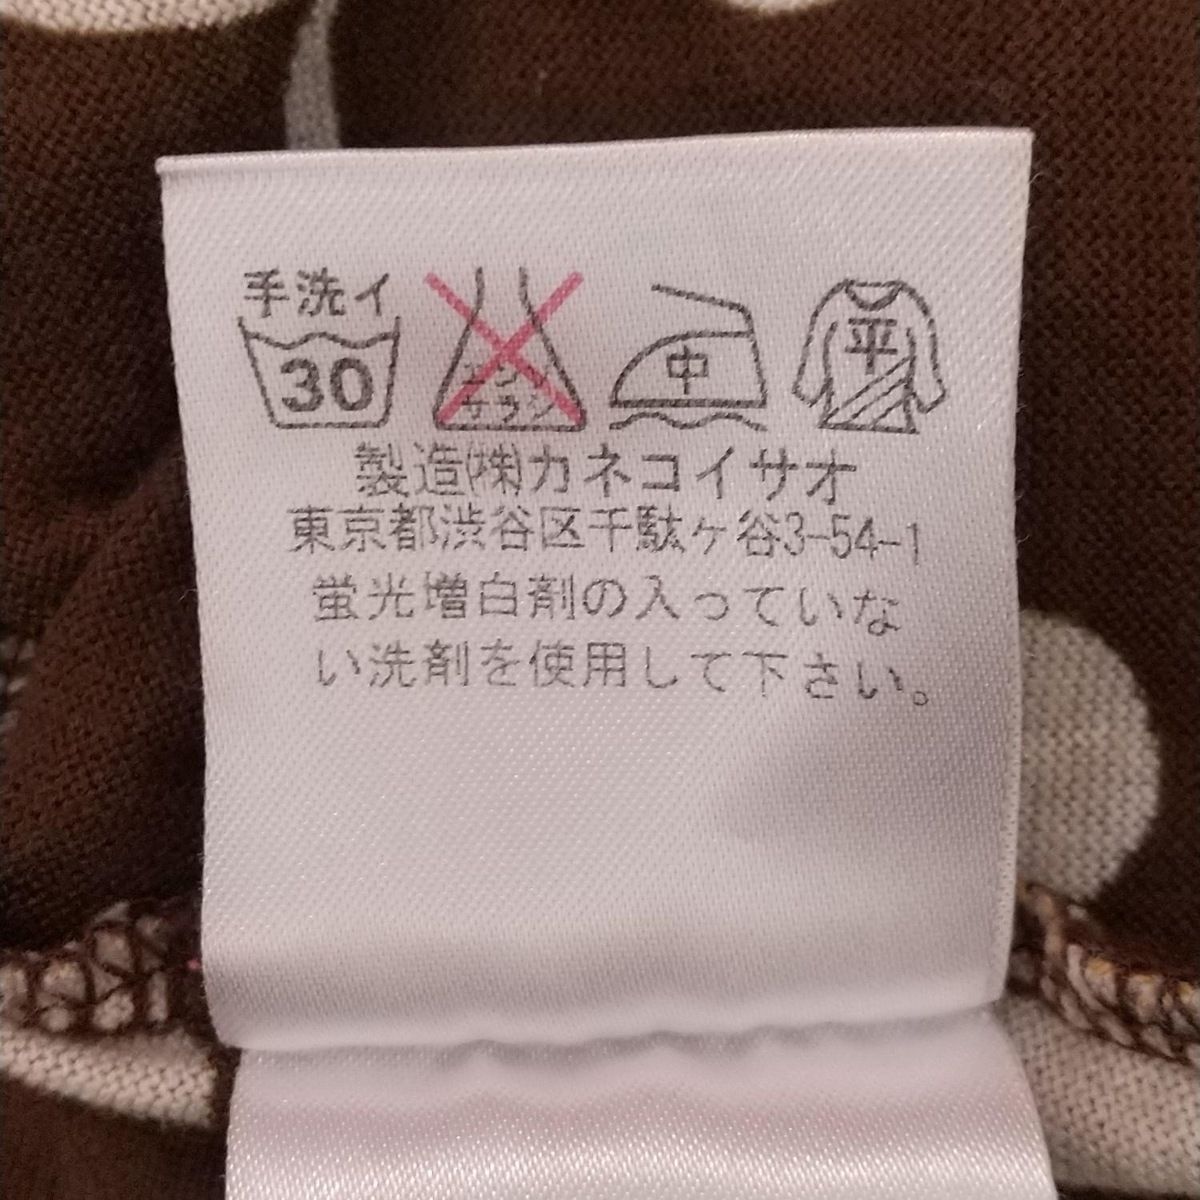 手洗イ
30
エンソ
サラシ
中
平
製造㈱カネコイサオ
東京都渋谷区千駄ヶ谷3-54-1
蛍光増白剤の入っていな
い洗剤を使用して下さい。